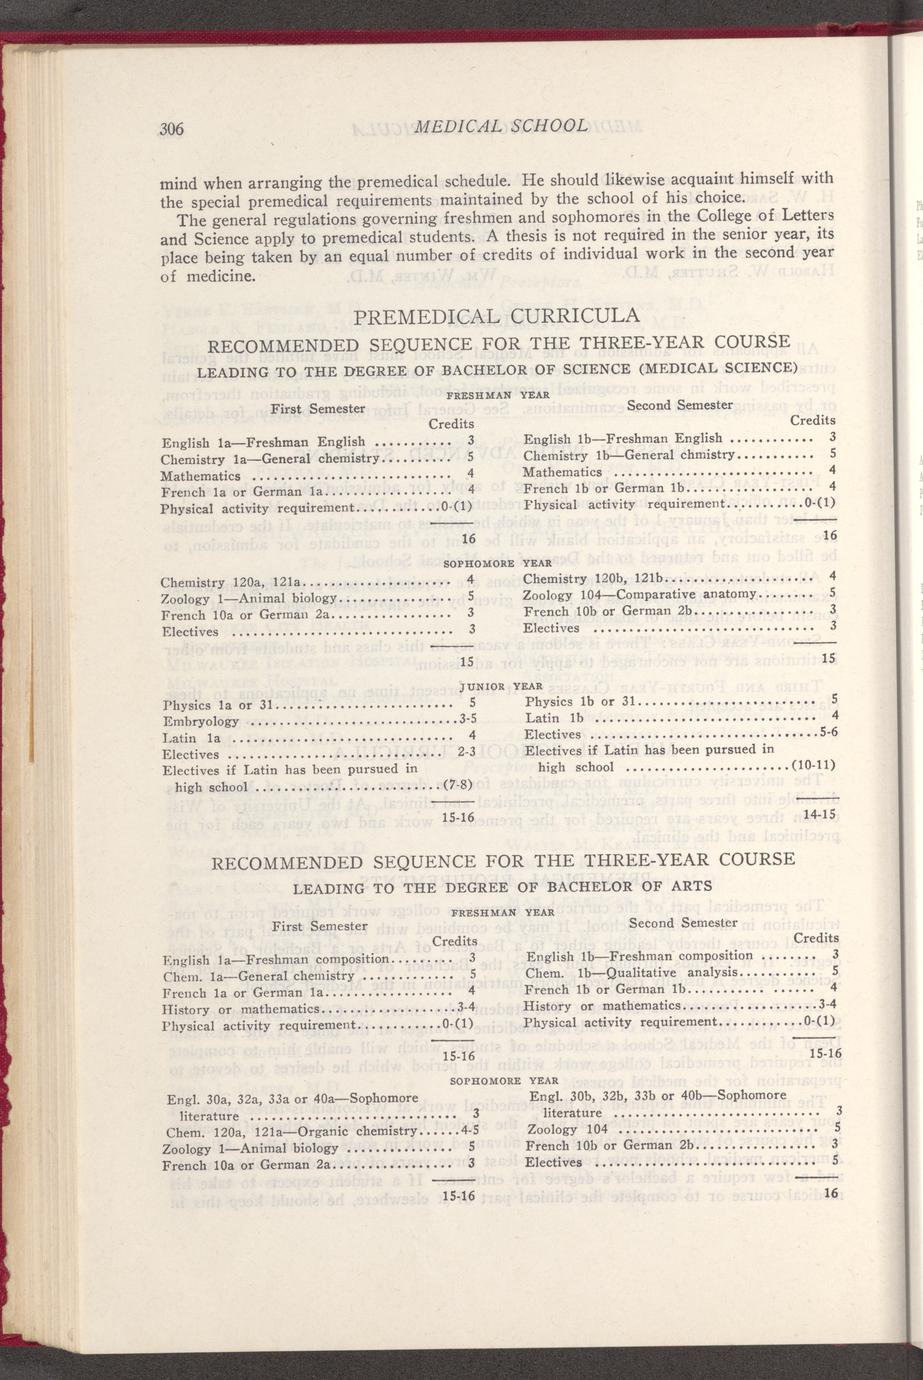 306
MEDICAL SCHOOL
mind when arranging the premedical schedule. He should likewise acquaint himself with
the special premedical requirements maintained by the school of his choice.
The general regulations governing freshmen and sophomores in the College of Letters
and Science apply to premedical students. A thesis is not required in the senior year, its
place being taken by an equal number of credits of individual work in the second year
of medicine.
PREMEDICAL CURRICULA
RECOMMENDED SEQUENCE FOR THE THREE-YEAR COURSE
LEADING TO THE DEGREE OF BACHELOR OF SCIENCE (MEDICAL SCIENCE)
FRESHMAN YEAR
First Semester
Credits
English 1a—Freshman English ........... 3
Chemistry 1a—General chemistry.......... 5
Mathematics ............................ 4
French 1a or German 1a.................. 4
Physical activity requirement............0-(1)
16
Second Semester
Credits
English 1b—Freshman English ............ 3
Chemistry 1b—General chmistry........... 5
Mathematics ............................ 4
French 1b or German 1b.................. 4
Physical activity requirement...........0-(1)
16
SOPHOMORE YEAR
Chemistry 120a, 121a..................... 4
Zoology 1—Animal biology................ 5
French 10a or German 2a................. 3
Electives ............................... 3
15
Chemistry 120b, 121b..................... 4
Zoology 104—Comparative anatomy........ 5
French 10b or German 2b................. 3
Electives ............................... 3
15
JUNIOR YEAR
Physics 1a or 31......................... 5
Embryology .............................3-5
Latin 1a ............................... 4
Electives .............................. 2-3
Electives if Latin has been pursued in
high school ..........................(7-8)
15-16
Physics 1b or 31......................... 5
Latin 1b ............................... 4
Electives ................................5-6
Electives if Latin has been pursued in
high school .......................(10-11)
14-15
RECOMMENDED SEQUENCE FOR THE THREE-YEAR COURSE
LEADING TO THE DEGREE OF BACHELOR OF ARTS
FRESHMAN YEAR
First Semester
Credits
English 1a—Freshman composition......... 3
Chem. 1a—General chemistry ............. 5
French 1a or German 1a.................. 4
History or mathematics...................3-4
Physical activity requirement............0-(1)
15-16
Second Semester
Credits
English 1b—Freshman composition ........ 3
Chem. 1b—Qualitative analysis........... 5
French 1b or German 1b........... ...... 4
History or mathematics...................3-4
Physical activity requirement............0-(1)
15-16
SOPHOMORE YEAR
Engl. 30a, 32a, 33a or 40a—Sophomore
literature ............................. 3
Chem. 120a, 121a—Organic chemistry......4-5
Zoology 1—Animal biology ............... 5
French 10a or German 2a................. 3
15-16
Engl. 30b, 32b, 33b or 40b—Sophomore
literature ............................. 3
Zoology 104 ............................ 5
French 10b or German 2b................. 3
Electives ............................... 5
16